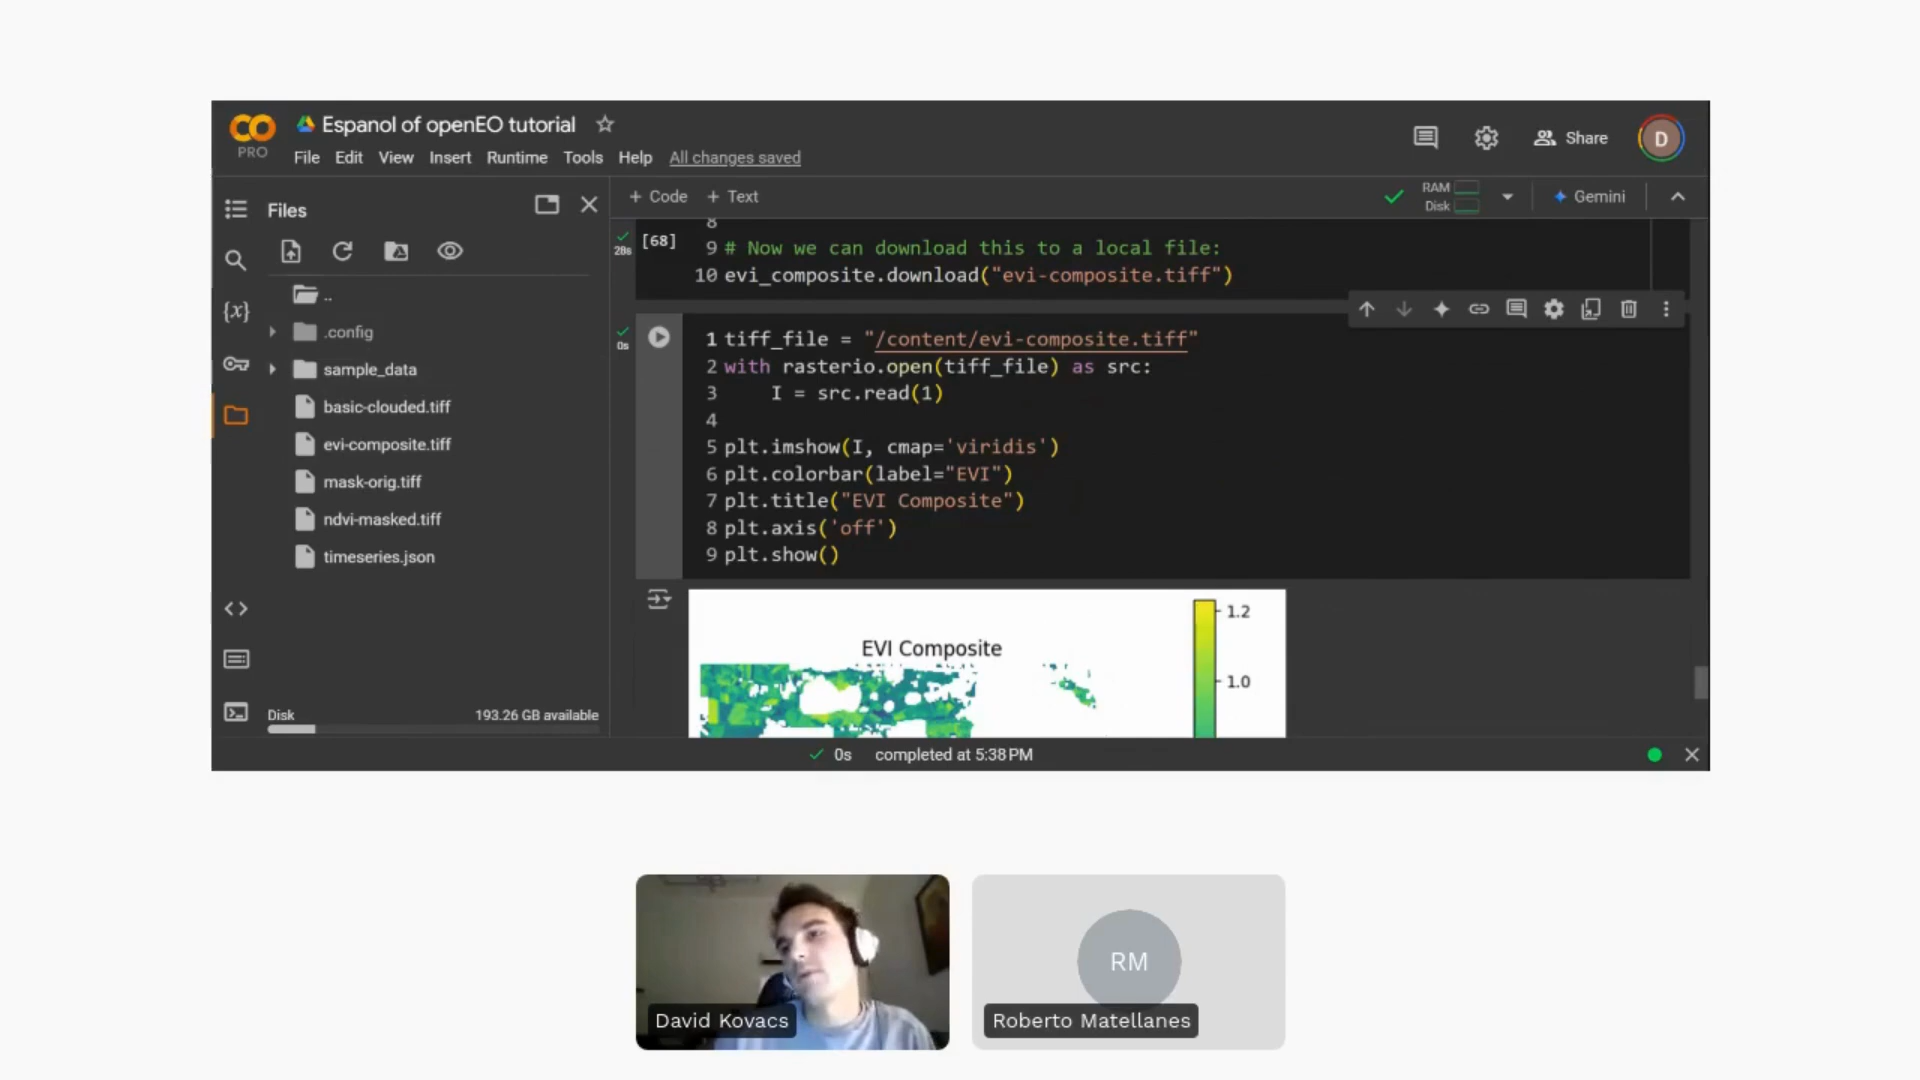 CO
PRO
Espanol of openEO tutorial
File Edit View Insert Runtime Tools Help All changes saved
Share
D
Files
+ Code + Text
RAM
Disk
Gemini
..
.config
sample_data
basic-clouded.tiff
evi-composite.tiff
mask-orig.tiff
ndvi-masked.tiff
timeseries.json
{x}
Disk 193.26 GB available
28s
[68]
8
9 # Now we can download this to a local file:
10 evi_composite.download("evi-composite.tiff")
0s
1 tiff_file = "/content/evi-composite.tiff"
2 with rasterio.open(tiff_file) as src:
3 I = src.read(1)
4
5 plt.imshow(I, cmap='viridis')
6 plt.colorbar(label="EVI")
7 plt.title("EVI Composite")
8 plt.axis('off')
9 plt.show()
EVI Composite
1.2
1.0
0s completed at 5:38 PM
David Kovacs
RM
Roberto Matellanes